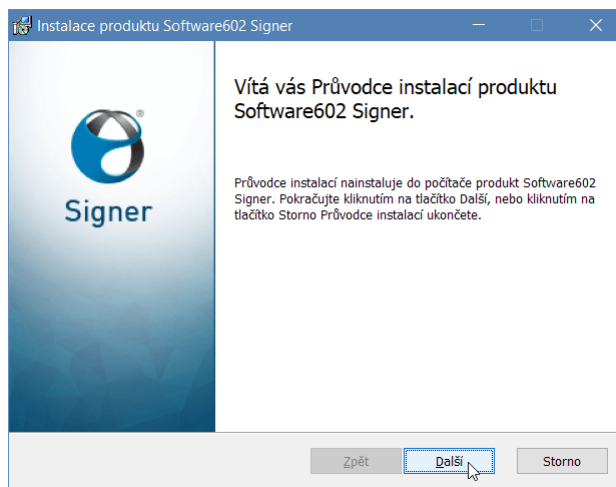 Instalace produktu Software602 Signer
Vítá vás Průvodce instalací produktu
Software602 Signer.
®
Signer
Průvodce instalací nainstaluje do počítače produkt Software602
Signer. Pokračujte kliknutím na tlačítko Další, nebo kliknutím na
tlačítko Storno Průvodce instalací ukončete.
Zpět
Další
Storno